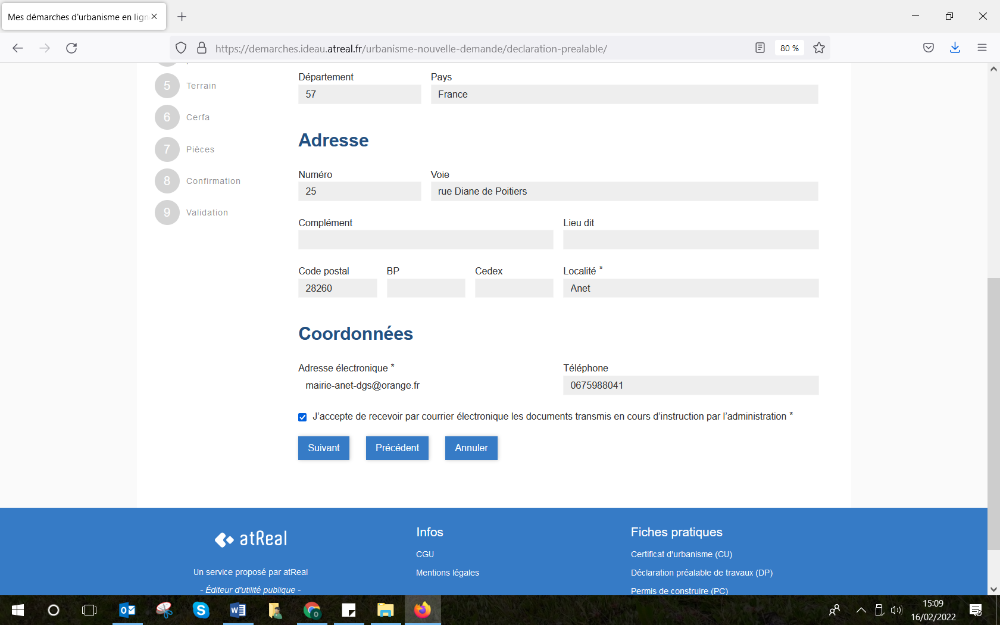 Mes démarches d'urbanisme en lign
https://demarches.ideau.atreal.fr/urbanisme-nouvelle-demande/declaration-prealable/
80 %
5 Terrain
6 Cerfa
7 Pièces
8 Confirmation
9 Validation
Département Pays
57 France
Adresse
Numéro Voie
25 rue Diane de Poitiers
Complément Lieu dit
Code postal BP Cedex Localité *
28260 Anet
Coordonnées
Adresse électronique * Téléphone
mairie-anet-dgs@orange.fr 0675988041
J'accepte de recevoir par courrier électronique les documents transmis en cours d'instruction par l'administration *
Suivant Précédent Annuler
atReal
Un service proposé par atReal
- Éditeur d'utilité publique -
Infos
CGU
Mentions légales
Fiches pratiques
Certificat d'urbanisme (CU)
Déclaration préalable de travaux (DP)
Permis de construire (PC)
15:09
16/02/2022